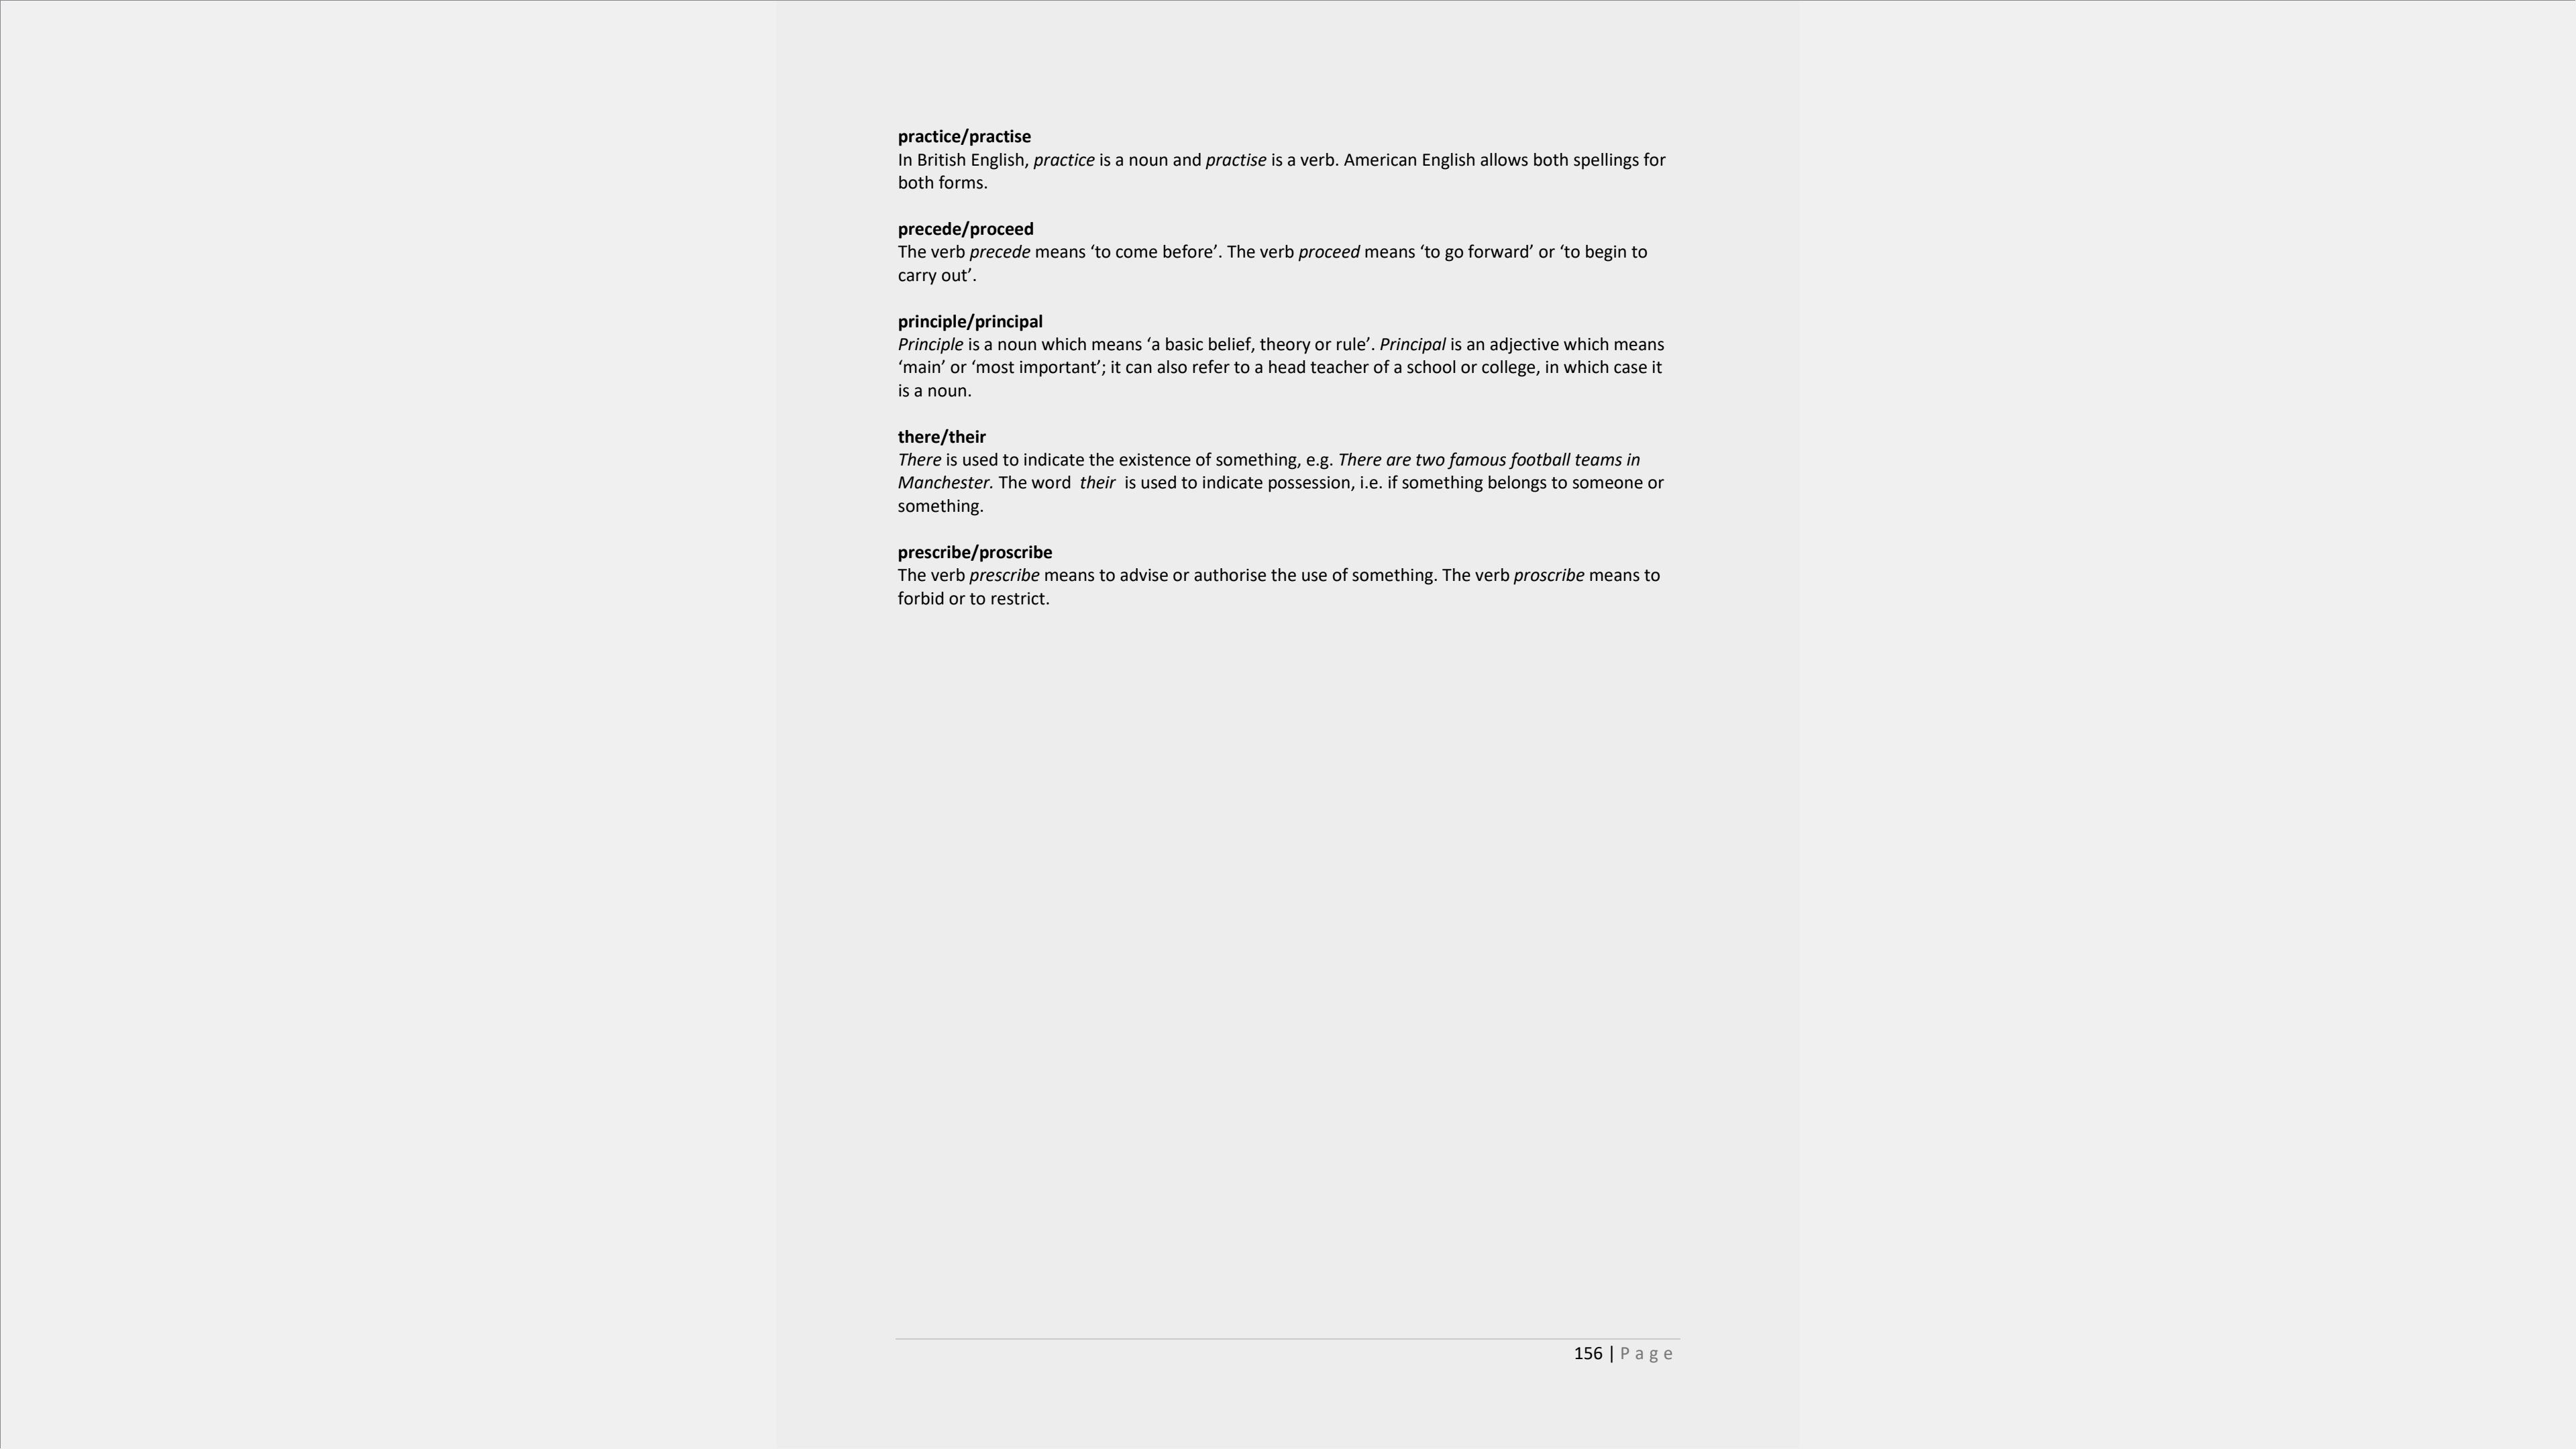 practice/practise
In British English, practice is a noun and practise is a verb. American English allows both spellings for
both forms.
precede/proceed
The verb precede means ‘to come before’. The verb proceed means ‘to go forward’ or ‘to begin to
carry out’.
principle/principal
Principle is a noun which means ‘a basic belief, theory or rule’. Principal is an adjective which means
‘main’ or ‘most important’; it can also refer to a head teacher of a school or college, in which case it
is a noun.
there/their
There is used to indicate the existence of something, e.g. There are two famous football teams in
Manchester. The word their is used to indicate possession, i.e. if something belongs to someone or
something.
prescribe/proscribe
The verb prescribe means to advise or authorise the use of something. The verb proscribe means to
forbid or to restrict.
156 | Page